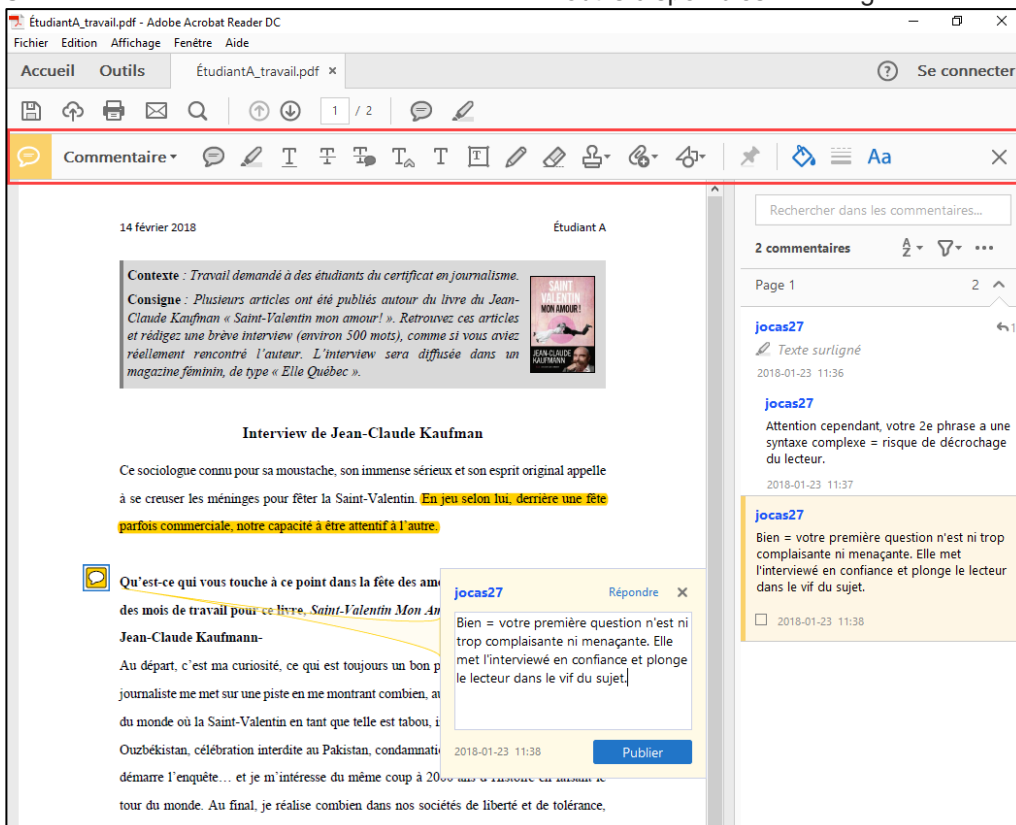 ÉtudiantA_travail.pdf - Adobe Acrobat Reader DC
Fichier Edition Affichage Fenêtre Aide
Accueil Outils ÉtudiantA_travail.pdf × ? Se connecter
1 / 2
Commentaire
Aa
14 février 2018 Étudiant A
Contexte : Travail demandé à des étudiants du certificat en journalisme.
Consigne : Plusieurs articles ont été publiés autour du livre du Jean-
Claude Kaufman « Saint-Valentin mon amour! ». Retrouvez ces articles
et rédigez une brève interview (environ 500 mots), comme si vous aviez
réellement rencontré l'auteur. L'interview sera diffusée dans un
magazine féminin, de type « Elle Québec ».
SAINT
VALENTIN
MON AMOUR!
JEAN-CLAUDE
KAUFMANN
Interview de Jean-Claude Kaufman
Ce sociologue connu pour sa moustache, son immense sérieux et son esprit original appelle
à se creuser les méninges pour fêter la Saint-Valentin. En jeu selon lui, derrière une fête
parfois commerciale, notre capacité à être attentif à l'autre.
Qu'est-ce qui vous touche à ce point dans la fête des am
des mois de travail pour ce livre, Saint-Valentin Mon Am
Jean-Claude Kaufmann-
Au départ, c'est ma curiosité, ce qui est toujours un bon p
journaliste me met sur une piste en me montrant combien, au
du monde où la Saint-Valentin en tant que telle est tabou, i
Ouzbékistan, célébration interdite au Pakistan, condamnati
démarre l'enquête… et je m'intéresse du même coup à 2000 ans d'Histoire en faisant le
tour du monde. Au final, je réalise combien dans nos sociétés de liberté et de tolérance,
jocas27 Répondre ×
Bien = votre première question n'est ni
trop complaisante ni menaçante. Elle
met l'interviewé en confiance et plonge
le lecteur dans le vif du sujet.
2018-01-23 11:38 Publier
Rechercher dans les commentaires...
2 commentaires
Page 1 2
jocas27 1
Texte surligné
2018-01-23 11:36
jocas27
Attention cependant, votre 2e phrase a une
syntaxe complexe = risque de décrochage
du lecteur.
2018-01-23 11:37
jocas27
Bien = votre première question n'est ni trop
complaisante ni menaçante. Elle met
l'interviewé en confiance et plonge le lecteur
dans le vif du sujet.
2018-01-23 11:38